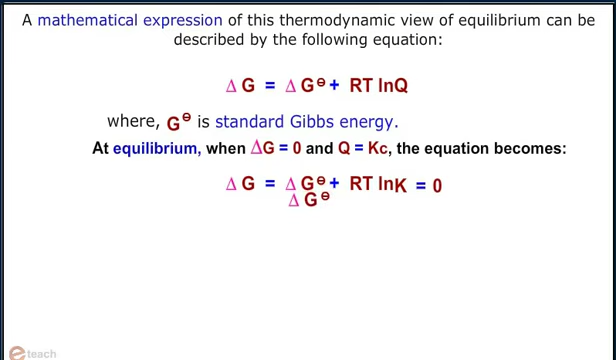 A mathematical expression of this thermodynamic view of equilibrium can be
described by the following equation:
Δ G = Δ G⊖ + RT lnQ
where, G⊖ is standard Gibbs energy.
At equilibrium, when ΔG = 0 and Q = Kc, the equation becomes:
Δ G = Δ G⊖ + RT lnK = 0
Δ G⊖
e teach